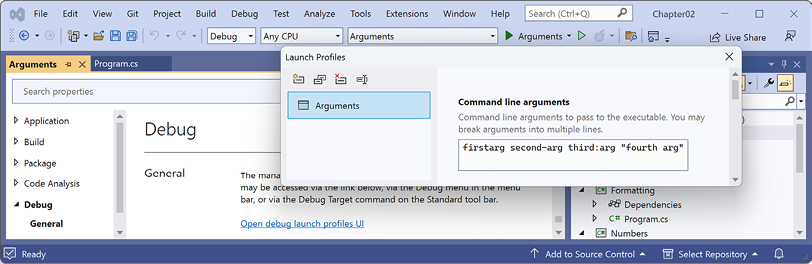 File Edit View Git Project Build Debug Test Analyze Tools Extensions Window Help Search (Ctrl+Q) Chapter02
Debug Any CPU Arguments Arguments Live Share
Arguments Program.cs
Search properties
Application
Build
Package
Code Analysis
Debug
General
Debug
General
The mana
may be accessed via the link below, via the Debug menu in the menu
bar, or via the Debug Target command on the Standard tool bar.
Open debug launch profiles UI
Launch Profiles
Arguments
Command line arguments
Command line arguments to pass to the executable. You may
break arguments into multiple lines.
firstarg second-arg third:arg "fourth arg"
Formatting
Dependencies
C# Program.cs
Numbers
Ready Add to Source Control Select Repository